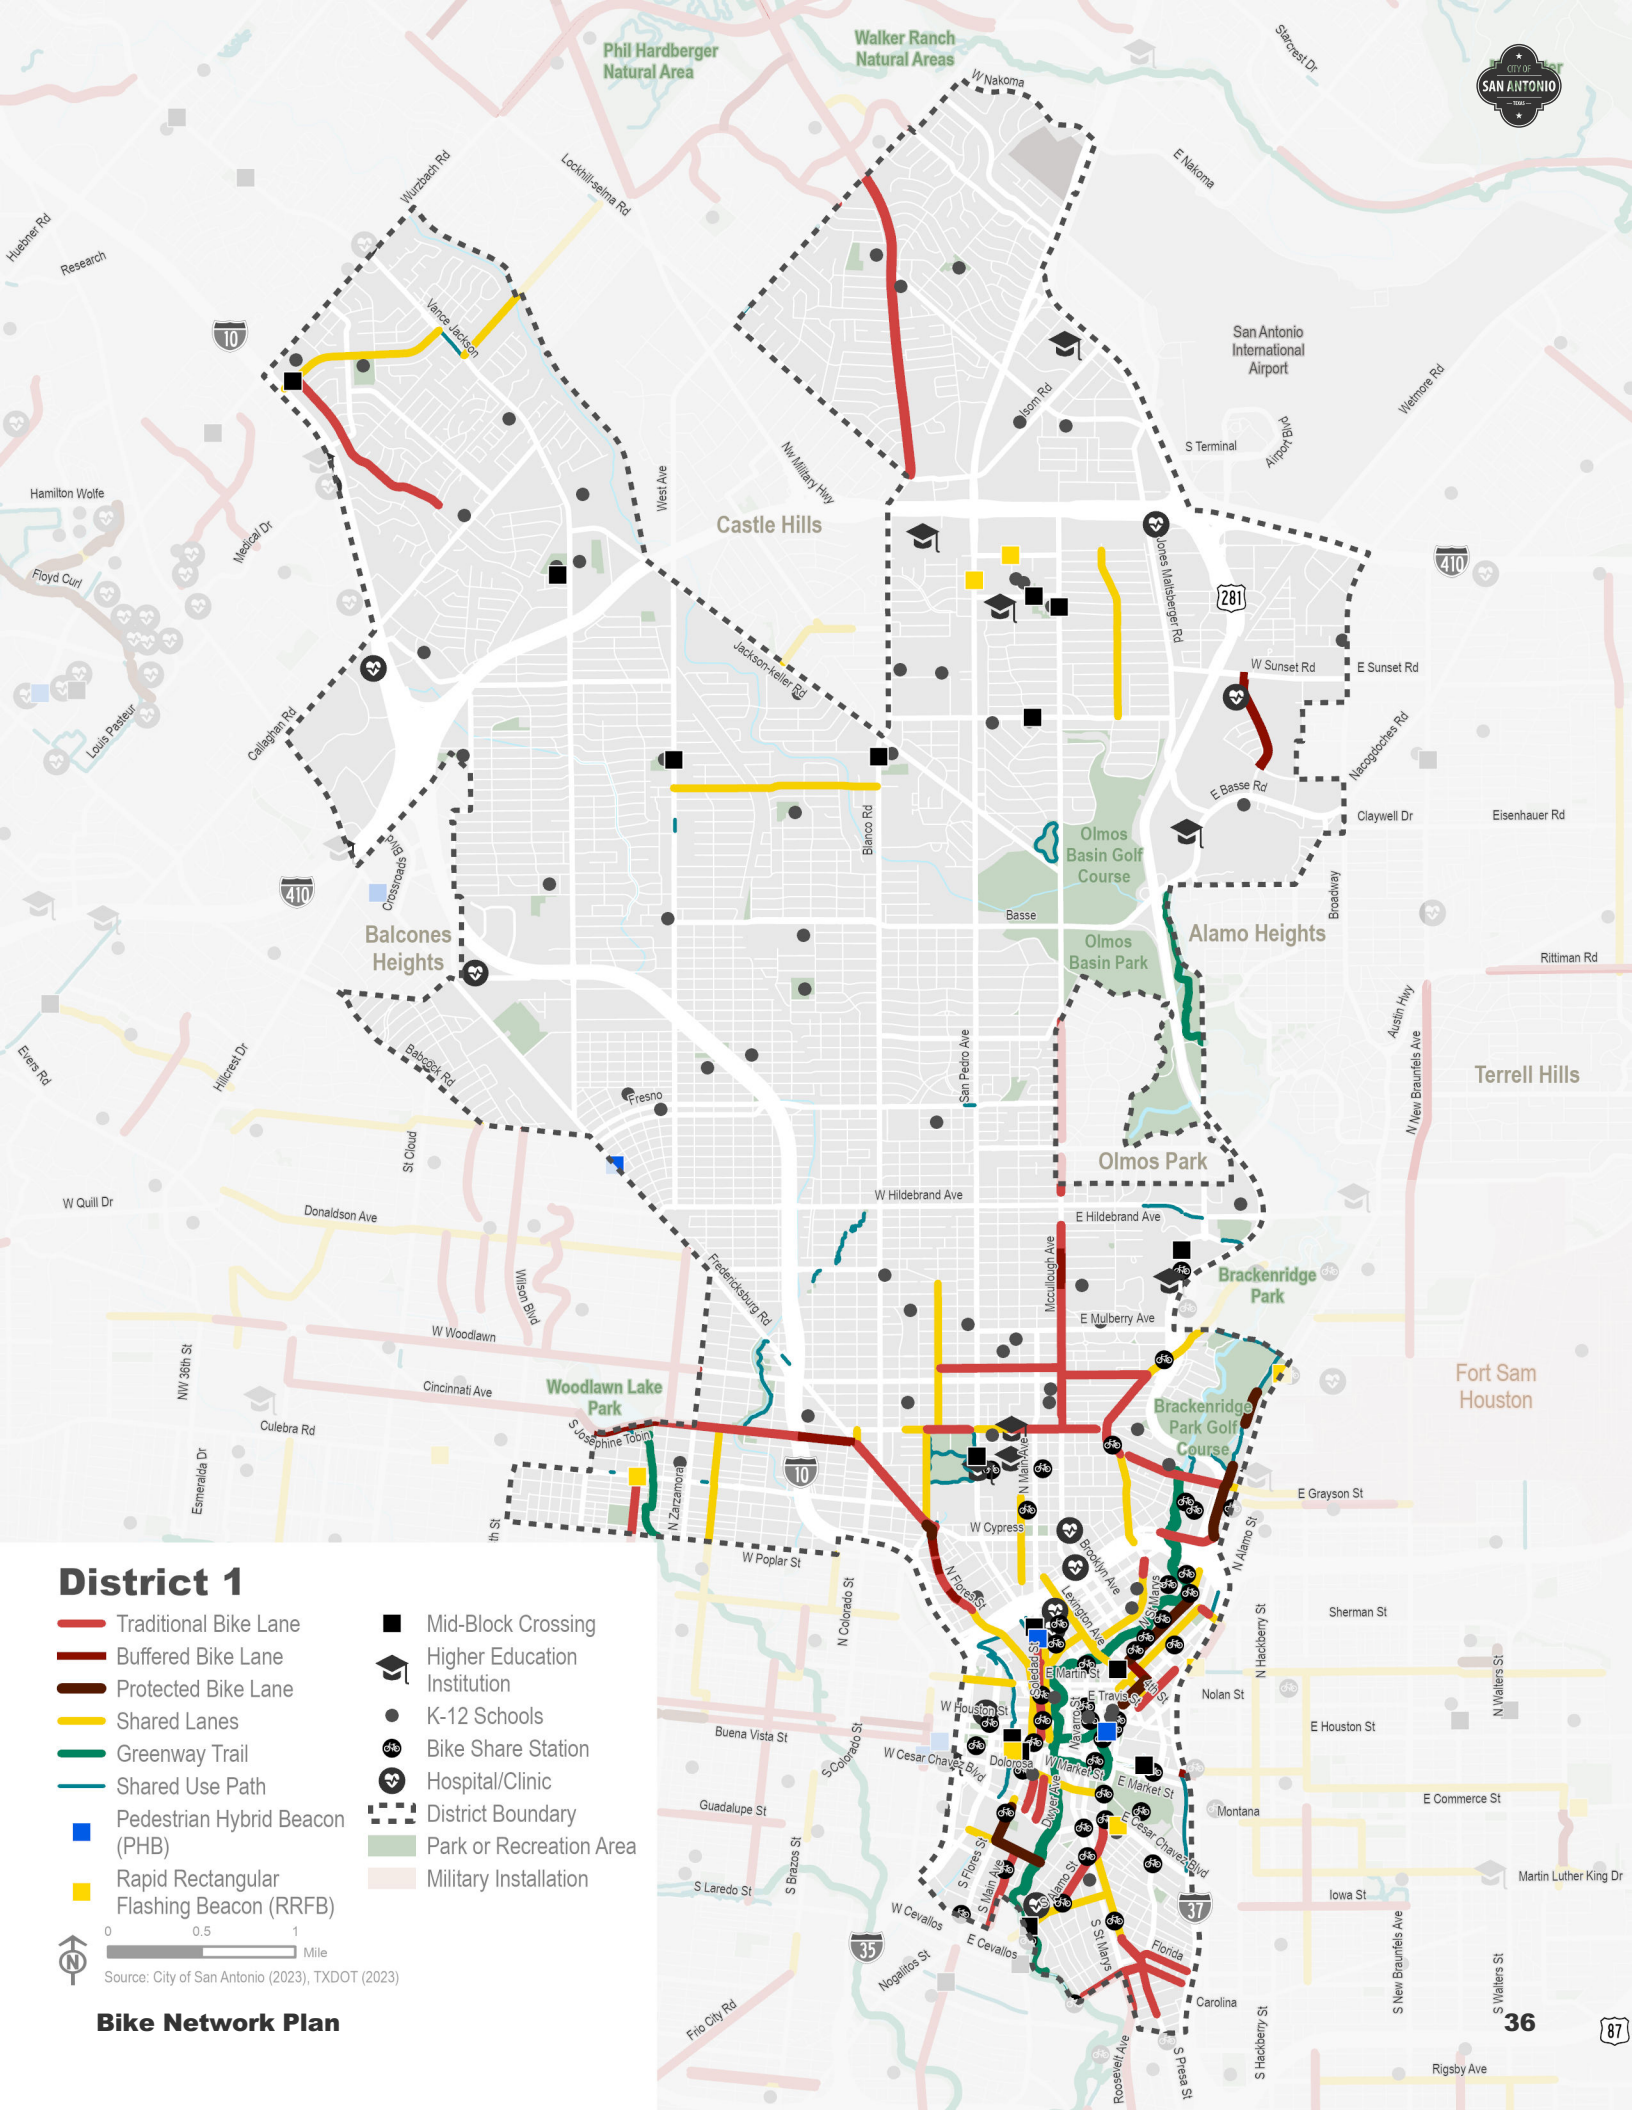 Phil Hardberger
Natural Area
Walker Ranch
Natural Areas
W Nakoma
Starcrest Dr
CITY OF
SAN ANTONIO
TEXAS
E Nakoma
Wurzbach Rd
Lockhill-selma Rd
Huebner Rd
Research
10
Vance Jackson
San Antonio
International
Airport
Isom Rd
Wetmore Rd
S Terminal
Airport Blvd
West Ave
Nw Military Hwy
Castle Hills
Hamilton Wolfe
Medical Dr
Floyd Curl
410
281
Jones Maltsberger Rd
Jackson-keller Rd
W Sunset Rd
E Sunset Rd
Callaghan Rd
Louis Pasteur
Nacogdoches Rd
E Basse Rd
Claywell Dr
Eisenhauer Rd
Blanco Rd
Olmos
Basin Golf
Course
Crossroads Blvd
410
Broadway
Basse
Balcones
Heights
Olmos
Basin Park
Alamo Heights
Rittiman Rd
Austin Hwy
Evers Rd
Hillcrest Dr
Babcock Rd
San Pedro Ave
N New Braunfels Ave
Terrell Hills
Fresno
St Cloud
Olmos Park
W Quill Dr
Donaldson Ave
W Hildebrand Ave
E Hildebrand Ave
Wilson Blvd
Fredericksburg Rd
Mccullough Ave
Brackenridge
Park
E Mulberry Ave
W Woodlawn
NW 36th St
Cincinnati Ave
Woodlawn Lake
Park
Fort Sam
Houston
Brackenridge
Park Golf
Course
Culebra Rd
S Josephine Tobin
Esmeralda Dr
N Zarzamora
10
N Main Ave
E Grayson St
th St
W Cypress
N Alamo St
W Poplar St
Brooklyn Ave
District 1
Traditional Bike Lane
Buffered Bike Lane
Protected Bike Lane
Shared Lanes
Greenway Trail
Shared Use Path
Pedestrian Hybrid Beacon
(PHB)
Rapid Rectangular
Flashing Beacon (RRFB)
Mid-Block Crossing
Higher Education
Institution
K-12 Schools
Bike Share Station
Hospital/Clinic
District Boundary
Park or Recreation Area
Military Installation
0 0.5 1
Mile
N
Source: City of San Antonio (2023), TXDOT (2023)
Bike Network Plan
N Flores St
Lexington Ave
N St Marys
N Colorado St
N Hackberry St
Sherman St
Soledad St
E Martin St
4th St
E Travis St
Nolan St
N Walters St
W Houston St
Navarro St
E Houston St
Buena Vista St
S Colorado St
W Cesar Chavez Blvd
Dolorosa
W Market St
E Market St
E Commerce St
Guadalupe St
Dwyer Ave
E Cesar Chavez Blvd
Montana
S Flores St
S Main Ave
S Alamo St
Martin Luther King Dr
S Laredo St
S Brazos St
Iowa St
W Cevallos
37
35
E Cevallos
S St Marys
Florida
Nogalitos St
S New Braunfels Ave
S Walters St
Carolina
Frio City Rd
36
87
Roosevelt Ave
S Presa St
S Hackberry St
Rigsby Ave